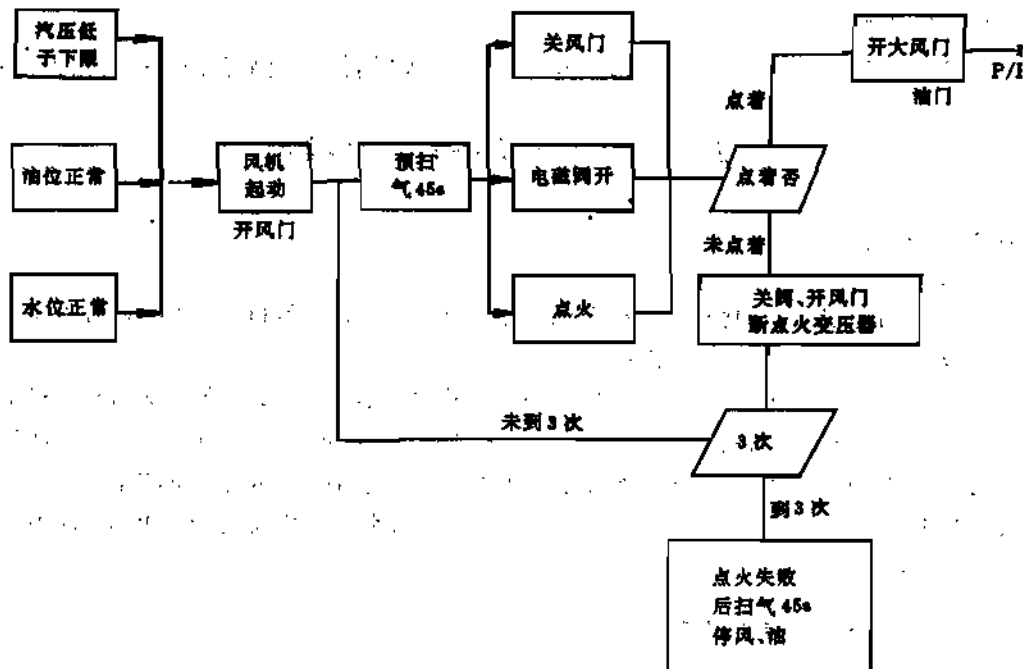 汽压低
于下限
关风门
开大风门
P/
油门
点着
油位正常
风机
起动
开风门
预扫
气45s
电磁阀开
点着否
未点着
水位正常
点火
关阀、开风门
断点火变压器
未到3次
3次
到3次
点火失败
后扫气45s
停风、油